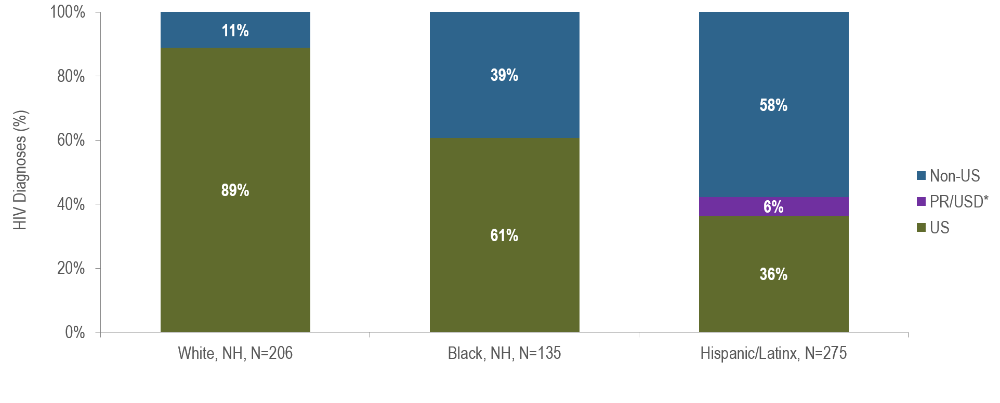 100%
80%
60%
40%
20%
0%
HIV Diagnoses (%)
11%
89%
39%
61%
58%
6%
36%
White, NH, N=206
Black, NH, N=135
Hispanic/Latinx, N=275
Non-US
PR/USD*
US